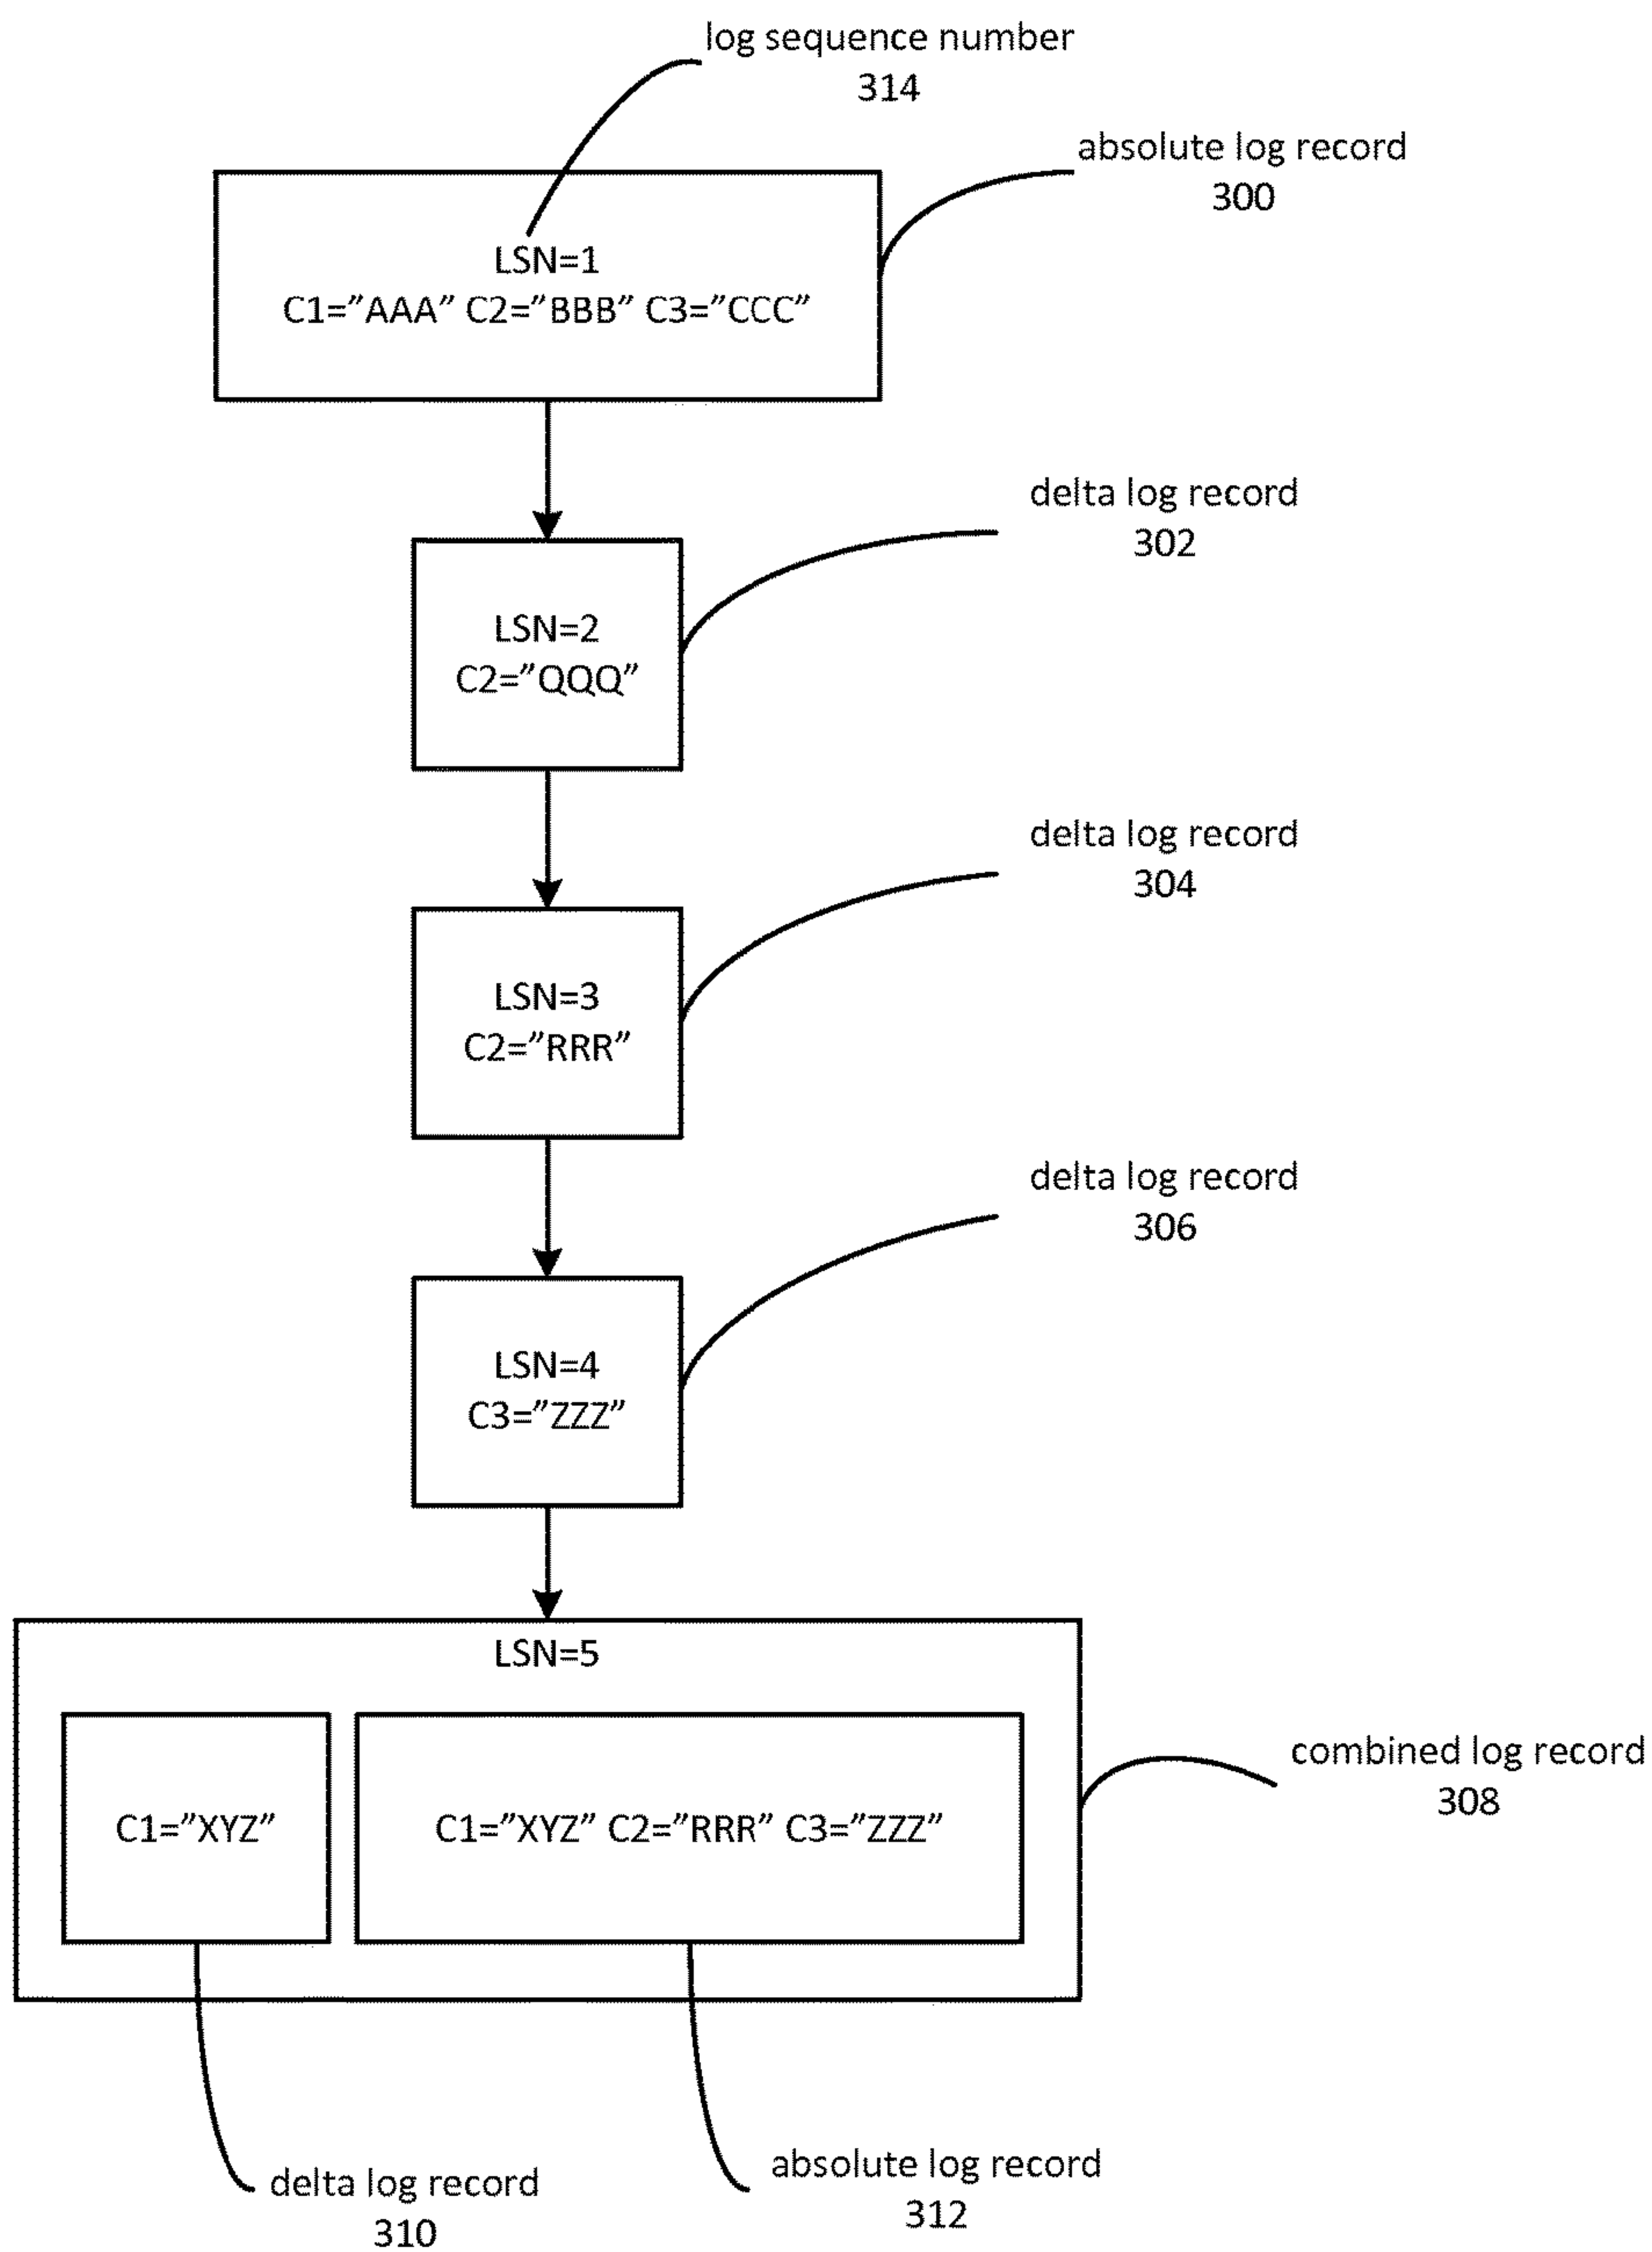 log sequence number
314
absolute log record
300
LSN=1
C1=”AAA” C2=”BBB” C3=”CCC”
delta log record
302
LSN=2
C2=”QQQ”
delta log record
304
LSN=3
C2=”RRR”
delta log record
306
LSN=4
C3=”ZZZ”
LSN=5
combined log record
308
C1=”XYZ”
C1=”XYZ” C2=”RRR” C3=”ZZZ”
delta log record
310
absolute log record
312